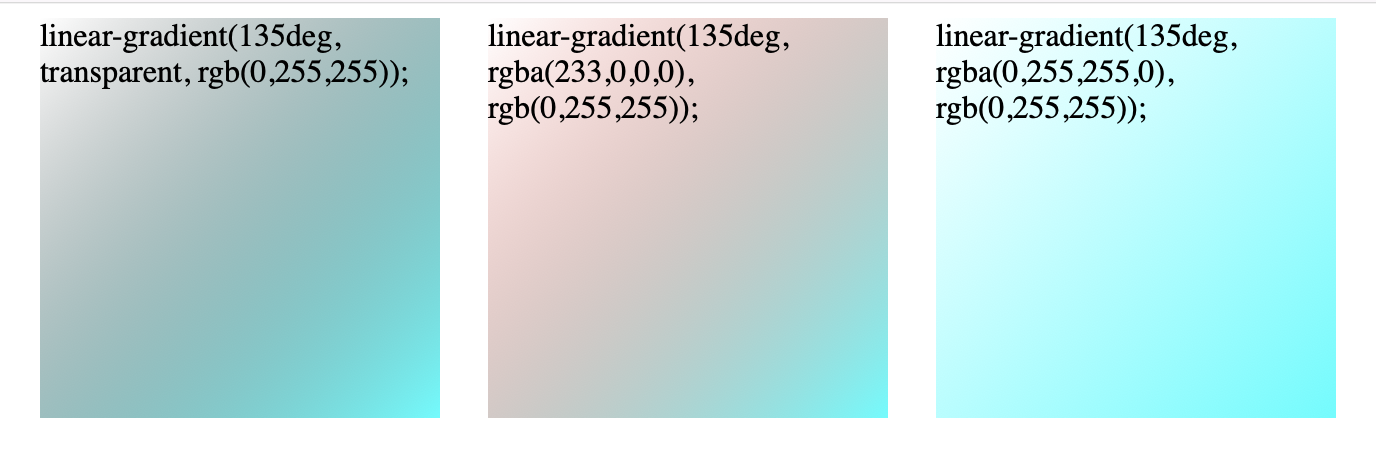 linear-gradient(135deg,
transparent, rgb(0,255,255));
linear-gradient(135deg,
rgba(233,0,0,0),
rgb(0,255,255));
linear-gradient(135deg,
rgba(0,255,255,0),
rgb(0,255,255));